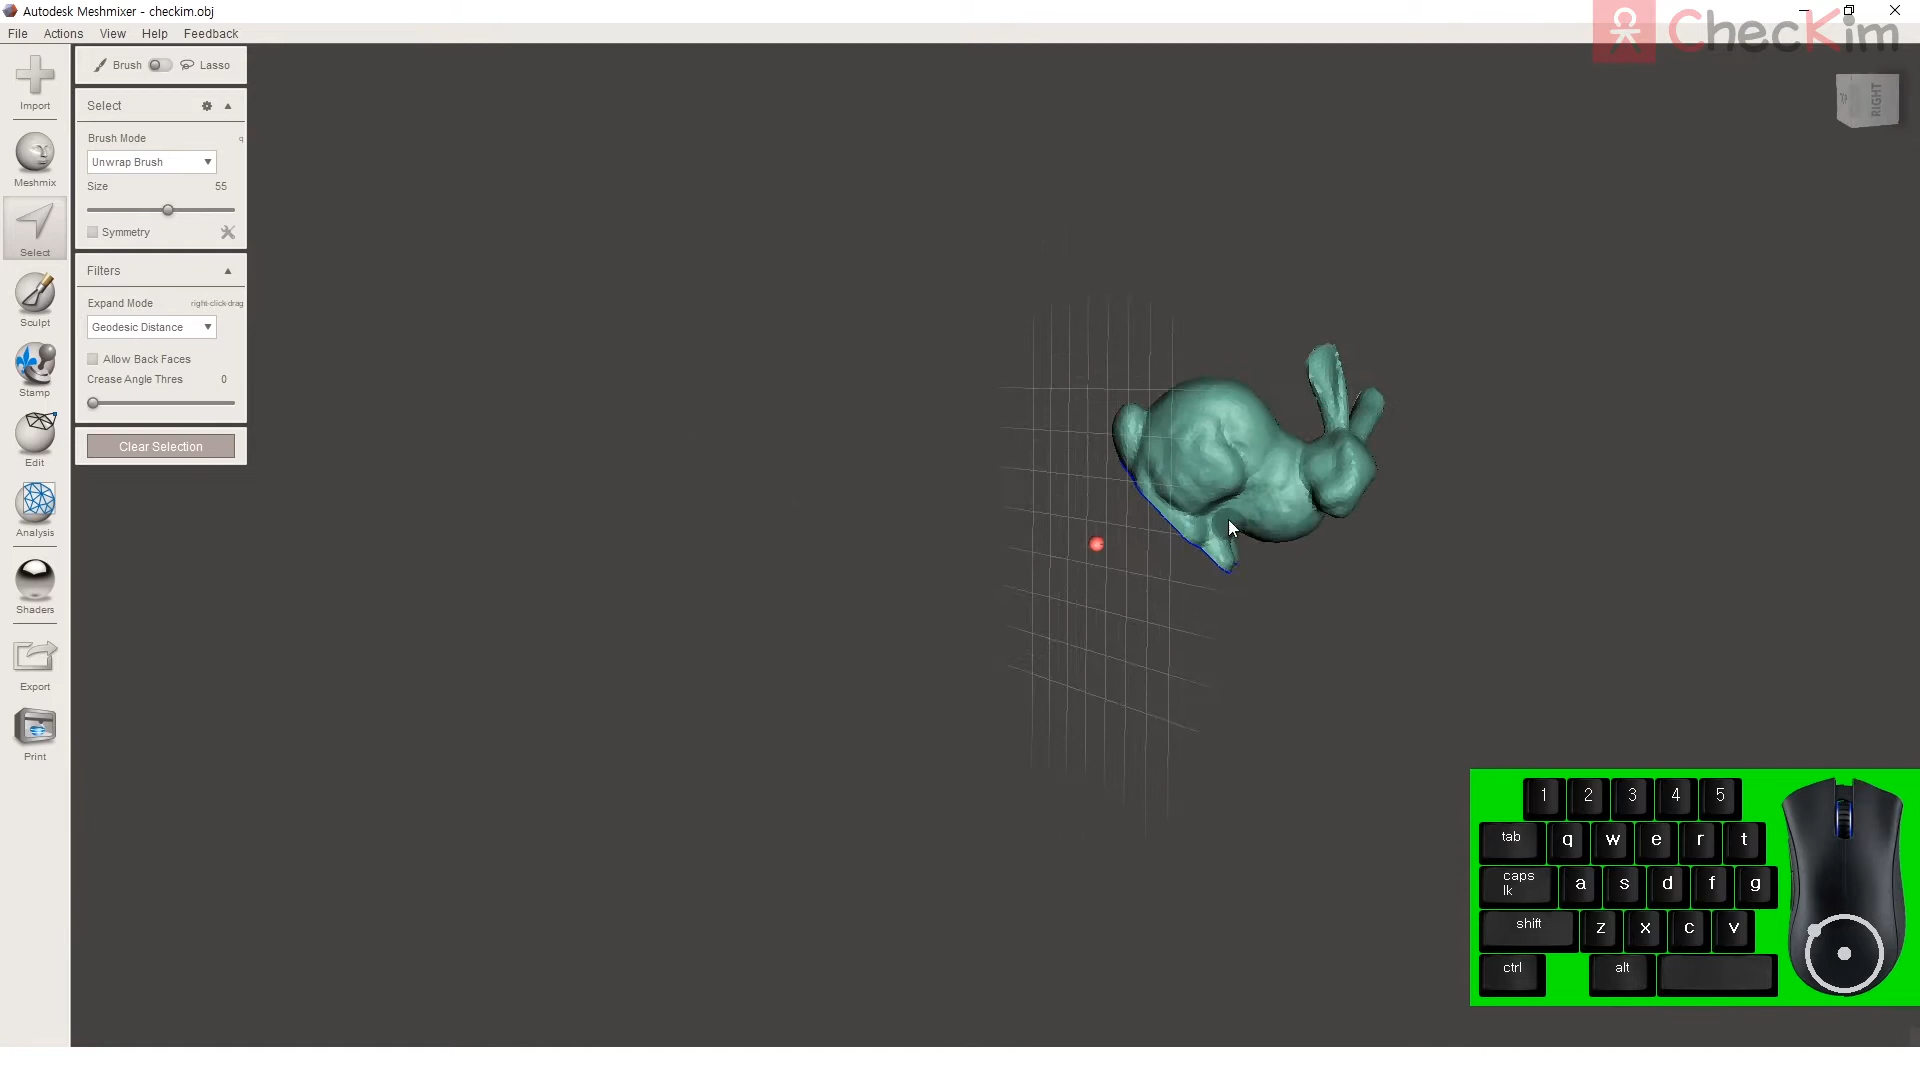 Autodesk Meshmixer - checkim.obj
ChecKim
File Actions View Help Feedback
Brush Lasso
Import
Select
RIGHT
Brush Mode q
Unwrap Brush
Meshmix
Size 55
Symmetry
Select
Filters
Expand Mode right-click-drag
Sculpt
Geodesic Distance
Allow Back Faces
Crease Angle Thres 0
Stamp
Clear Selection
Edit
Analysis
Shaders
Export
Print
1 2 3 4 5
tab q w e r t
caps
lk
a s d f g
shift z x c v
ctrl alt